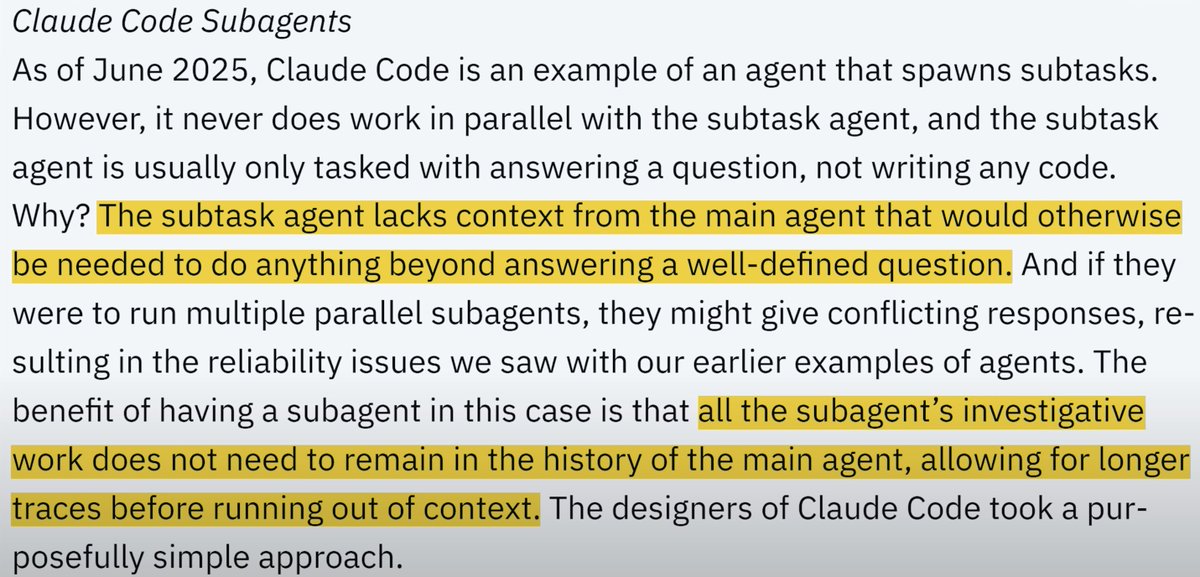 Claude Code Subagents
As of June 2025, Claude Code is an example of an agent that spawns subtasks.
However, it never does work in parallel with the subtask agent, and the subtask
agent is usually only tasked with answering a question, not writing any code.
Why? The subtask agent lacks context from the main agent that would otherwise
be needed to do anything beyond answering a well-defined question. And if they
were to run multiple parallel subagents, they might give conflicting responses, re-
sulting in the reliability issues we saw with our earlier examples of agents. The
benefit of having a subagent in this case is that all the subagent’s investigative
work does not need to remain in the history of the main agent, allowing for longer
traces before running out of context. The designers of Claude Code took a pur-
posefully simple approach.